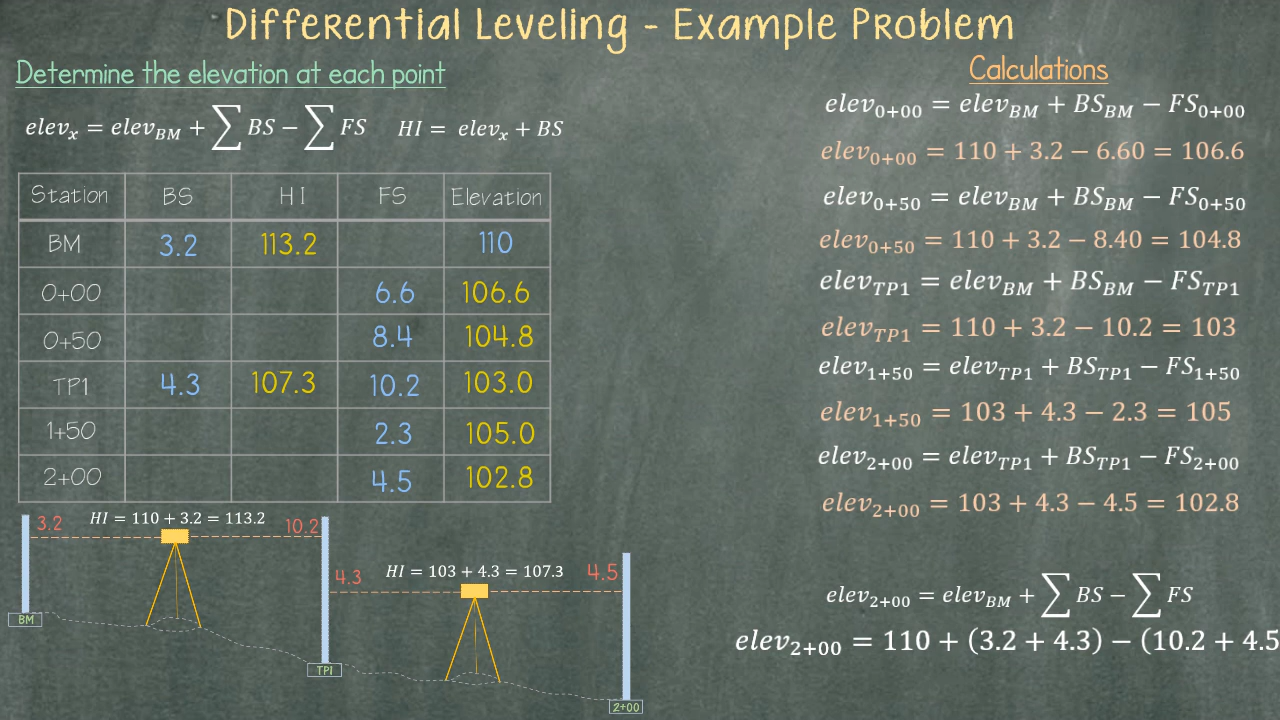 Differential Leveling - Example Problem
Determine the elevation at each point
elev_x = elev_BM + ∑ BS − ∑ FS HI = elev_x + BS
Station BS HI FS Elevation
BM 3.2 113.2 110
0+00 6.6 106.6
0+50 8.4 104.8
TP1 4.3 107.3 10.2 103.0
1+50 2.3 105.0
2+00 4.5 102.8
3.2 HI = 110 + 3.2 = 113.2 10.2
4.3 HI = 103 + 4.3 = 107.3 4.5
BM
TP1
2+00
Calculations
elev_0+00 = elev_BM + BS_BM − FS_0+00
elev_0+00 = 110 + 3.2 − 6.60 = 106.6
elev_0+50 = elev_BM + BS_BM − FS_0+50
elev_0+50 = 110 + 3.2 − 8.40 = 104.8
elev_TP1 = elev_BM + BS_BM − FS_TP1
elev_TP1 = 110 + 3.2 − 10.2 = 103
elev_1+50 = elev_TP1 + BS_TP1 − FS_1+50
elev_1+50 = 103 + 4.3 − 2.3 = 105
elev_2+00 = elev_TP1 + BS_TP1 − FS_2+00
elev_2+00 = 103 + 4.3 − 4.5 = 102.8
elev_2+00 = elev_BM + ∑ BS − ∑ FS
elev_2+00 = 110 + (3.2 + 4.3) − (10.2 + 4.5